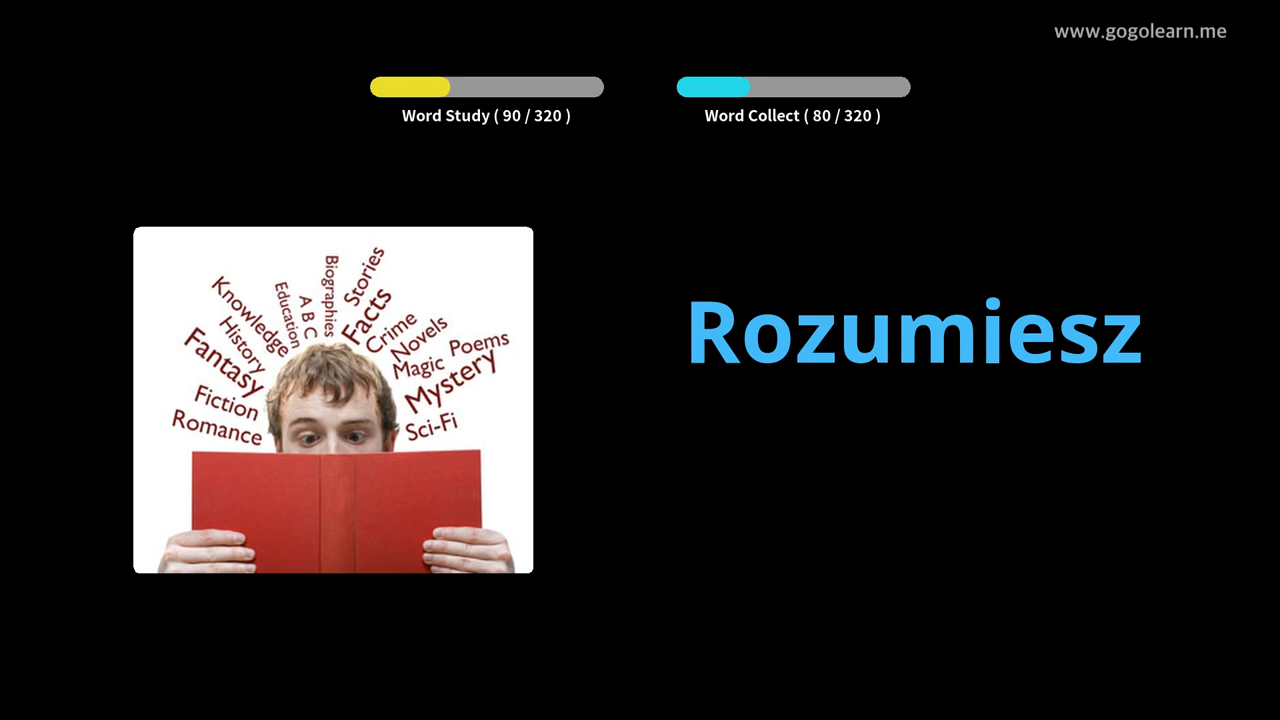 www.gogolearn.me
Word Study ( 90 / 320 )
Word Collect ( 80 / 320 )
Rozumiesz
Biographies
Stories
Knowledge
Education
A B C
Facts
Crime
History
Novels
Fantasy
Magic
Poems
Mystery
Fiction
Romance
Sci-Fi